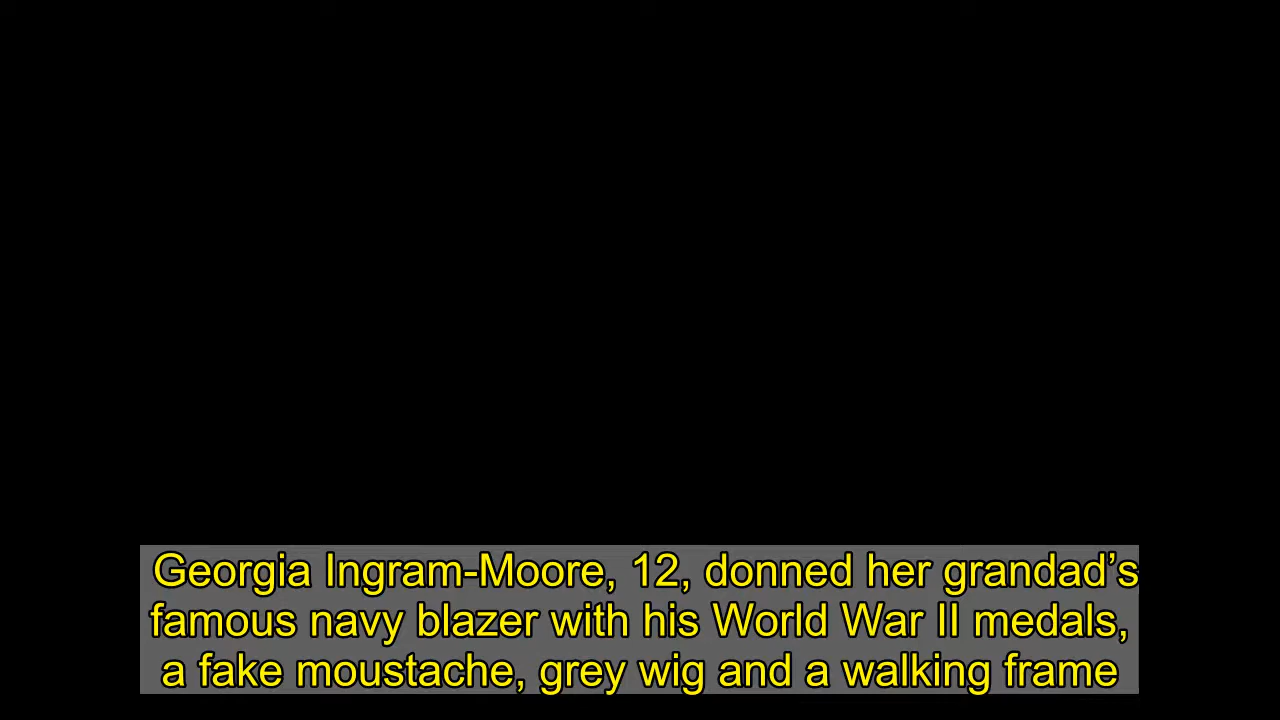 Georgia Ingram-Moore, 12, donned her grandad’s
famous navy blazer with his World War II medals,
a fake moustache, grey wig and a walking frame